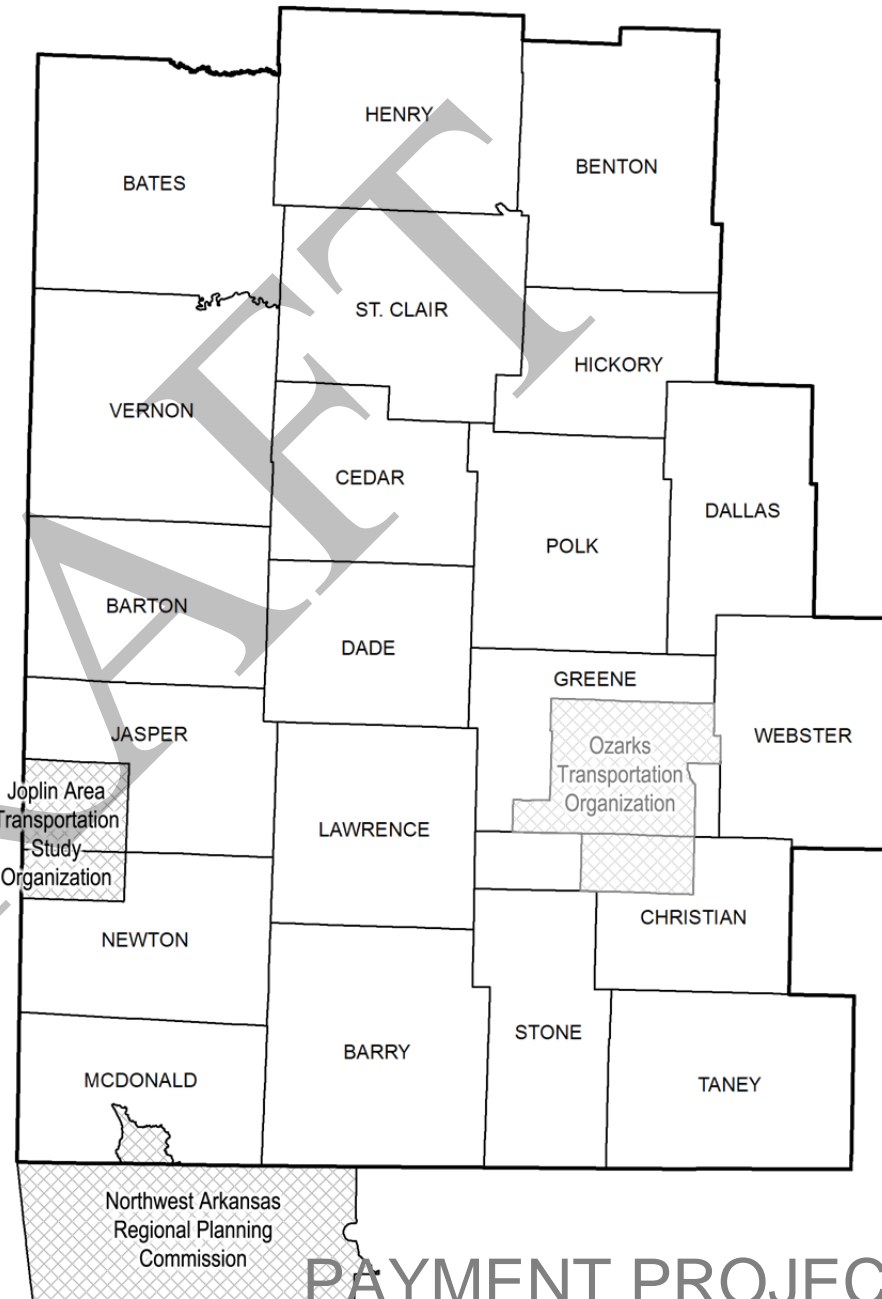 HENRY
BENTON
BATES
ST. CLAIR
HICKORY
VERNON
CEDAR
DALLAS
POLK
BARTON
DADE
GREENE
JASPER
WEBSTER
Ozarks
Transportation
Organization
Joplin Area
Transportation
Study
Organization
LAWRENCE
CHRISTIAN
NEWTON
STONE
BARRY
MCDONALD
TANEY
Northwest Arkansas
Regional Planning
Commission
AFT
PAYMENT PROJEC